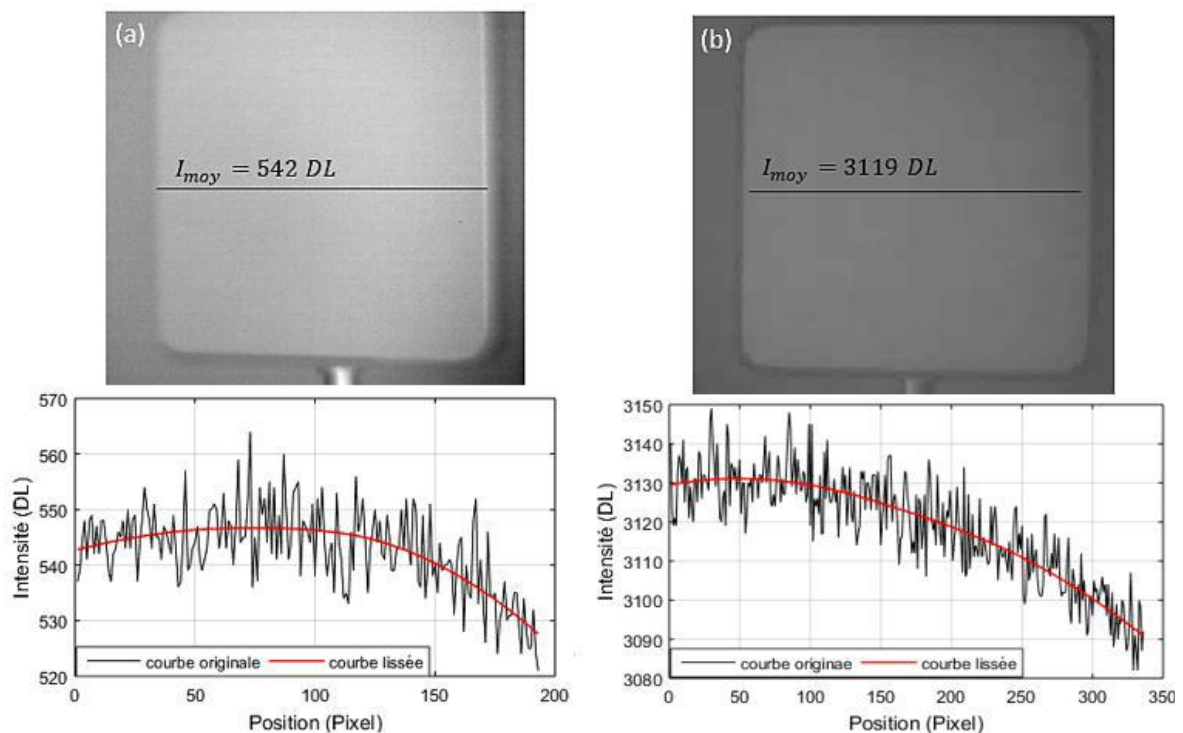 (a)
I_moy = 542 DL
(b)
I_moy = 3119 DL
570
560
550
540
530
520
Intensité (DL)
courbe originale
courbe lissée
0
50
100
150
200
Position (Pixel)
3150
3140
3130
3120
3110
3100
3090
3080
Intensité (DL)
courbe originae
courbe lissée
0
50
100
150
200
250
300
350
Position (Pixel)